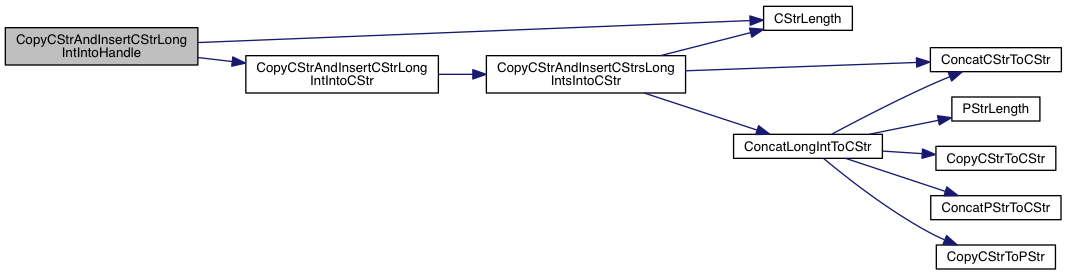 CopyCStrAndInsertCStrLong
IntIntoHandle
CopyCStrAndInsertCStrLong
IntIntoCStr
CopyCStrAndInsertCStrsLong
IntsIntoCStr
CStrLength
ConcatCStrToCStr
ConcatLongIntToCStr
PStrLength
CopyCStrToCStr
ConcatPStrToCStr
CopyCStrToPStr